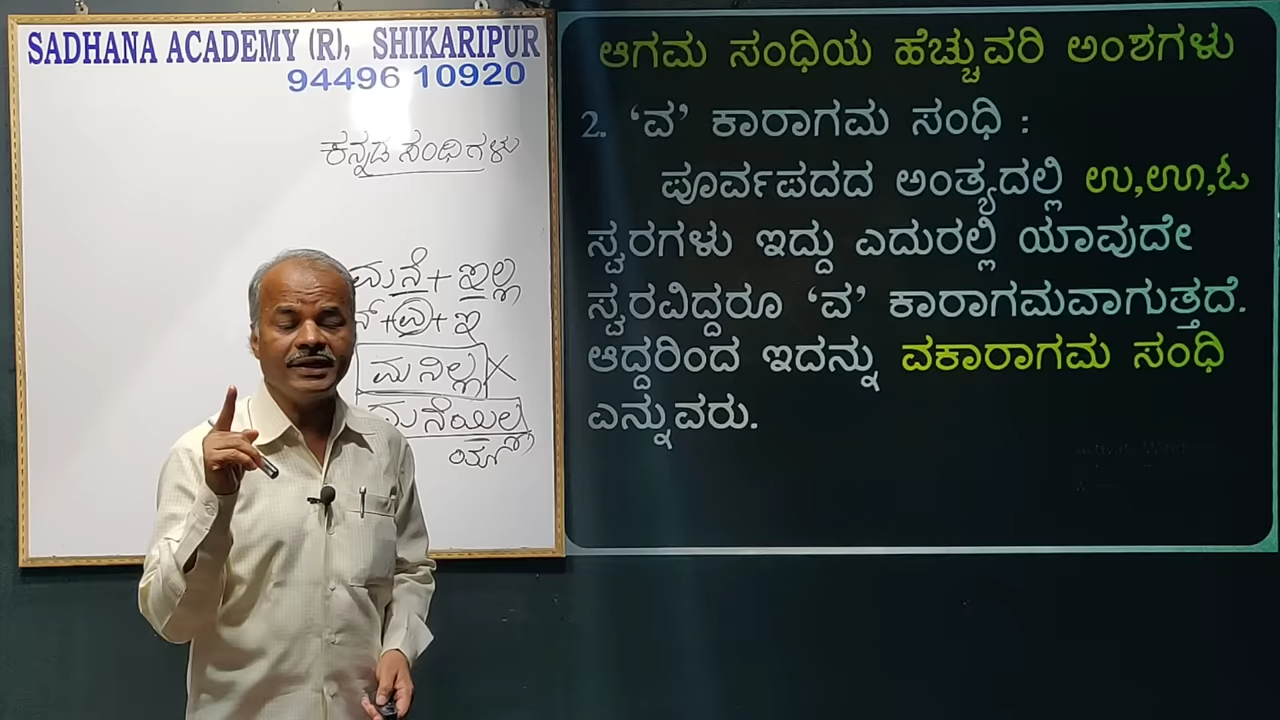 SADHANA ACADEMY (R), SHIKARIPUR
94496 10920
ಕನ್ನಡ ಸಂಧಿಗಳು
ಮನೆ + ಇಲ್ಲ
ನ್ + ಎ + ಇ
ಮನಿಲ್ಲ X
ಮನೆಯಿಲ್ಲ
ಆಗಮ ಸಂಧಿಯ ಹೆಚ್ಚುವರಿ ಅಂಶಗಳು
2. ‘ವ’ ಕಾರಾಗಮ ಸಂಧಿ :
ಪೂರ್ವಪದದ ಅಂತ್ಯದಲ್ಲಿ ಉ,ಊ,ಓ
ಸ್ವರಗಳು ಇದ್ದು ಎದುರಲ್ಲಿ ಯಾವುದೇ
ಸ್ವರವಿದ್ದರೂ ‘ವ’ ಕಾರಾಗಮವಾಗುತ್ತದೆ.
ಆದ್ದರಿಂದ ಇದನ್ನು ವಕಾರಾಗಮ ಸಂಧಿ
ಎನ್ನುವರು.